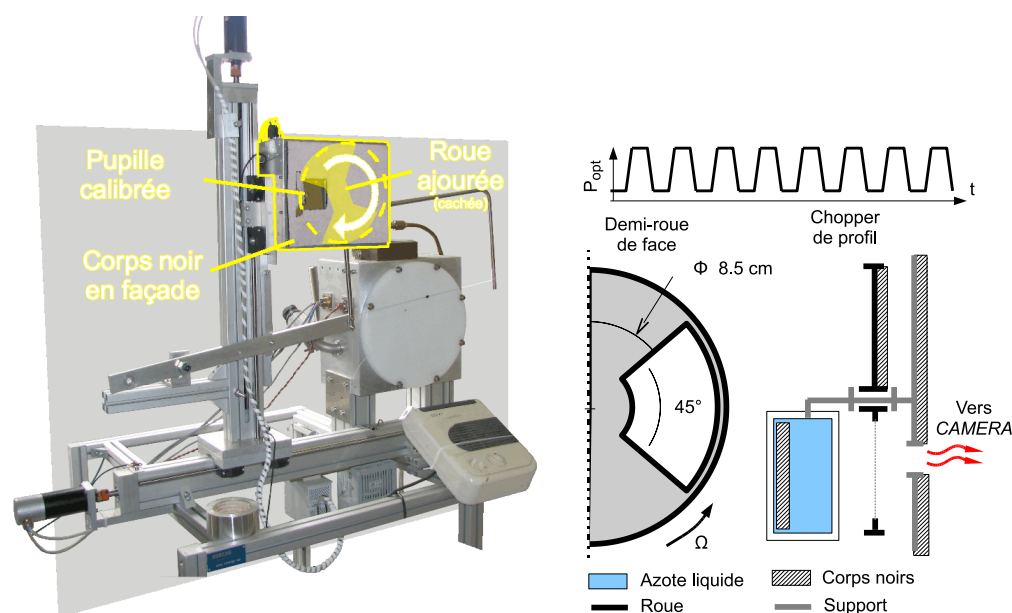 Pupille
calibrée
Roue
ajourée
(cachée)
Corps noir
en façade
Popt
t
Demi-roue
de face
Chopper
de profil
Φ 8.5 cm
45°
Ω
Vers
CAMERA
Azote liquide
Corps noirs
Roue
Support